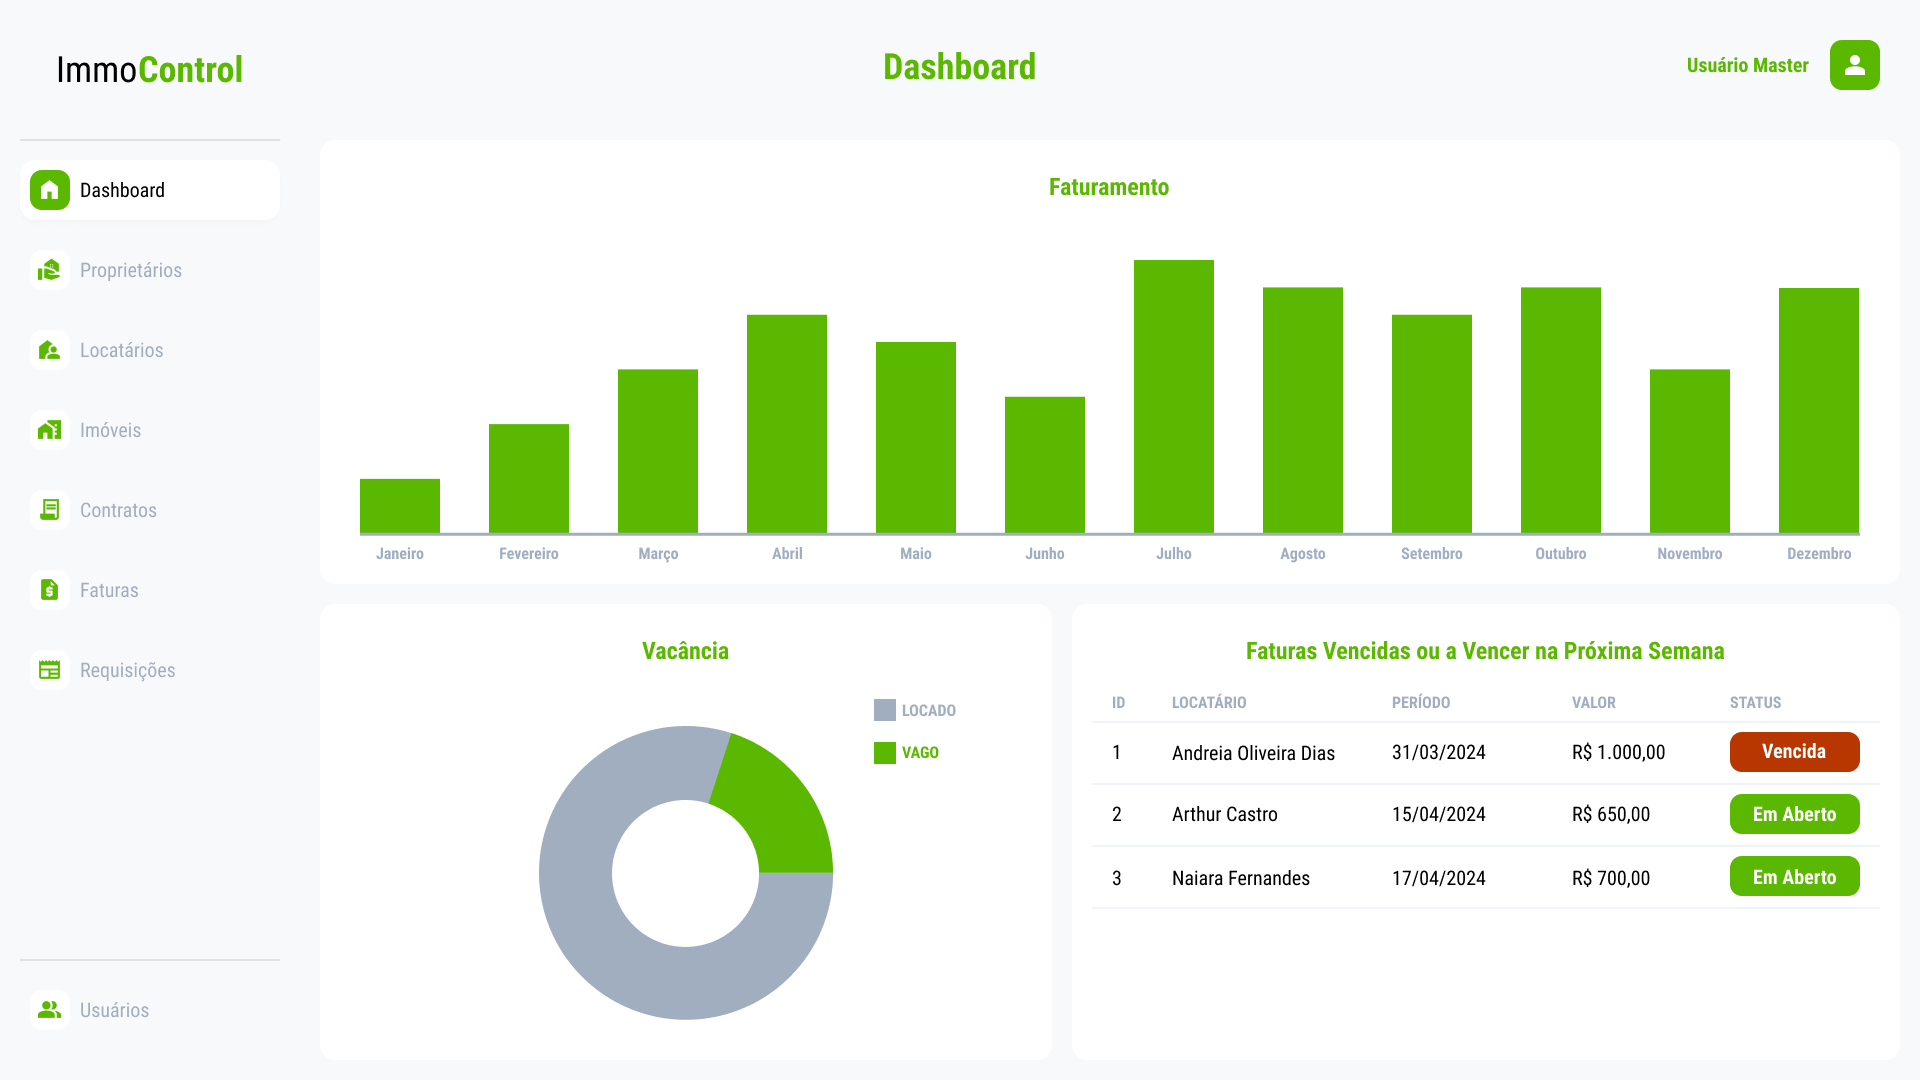 ImmoControl
Dashboard
Usuário Master
Dashboard
Proprietários
Locatários
Imóveis
Contratos
Faturas
Requisições
Usuários
Faturamento
Janeiro Fevereiro Março Abril Maio Junho Julho Agosto Setembro Outubro Novembro Dezembro
Vacância
LOCADO
VAGO
Faturas Vencidas ou a Vencer na Próxima Semana
ID LOCATÁRIO PERÍODO VALOR STATUS
1 Andreia Oliveira Dias 31/03/2024 R$ 1.000,00 Vencida
2 Arthur Castro 15/04/2024 R$ 650,00 Em Aberto
3 Naiara Fernandes 17/04/2024 R$ 700,00 Em Aberto